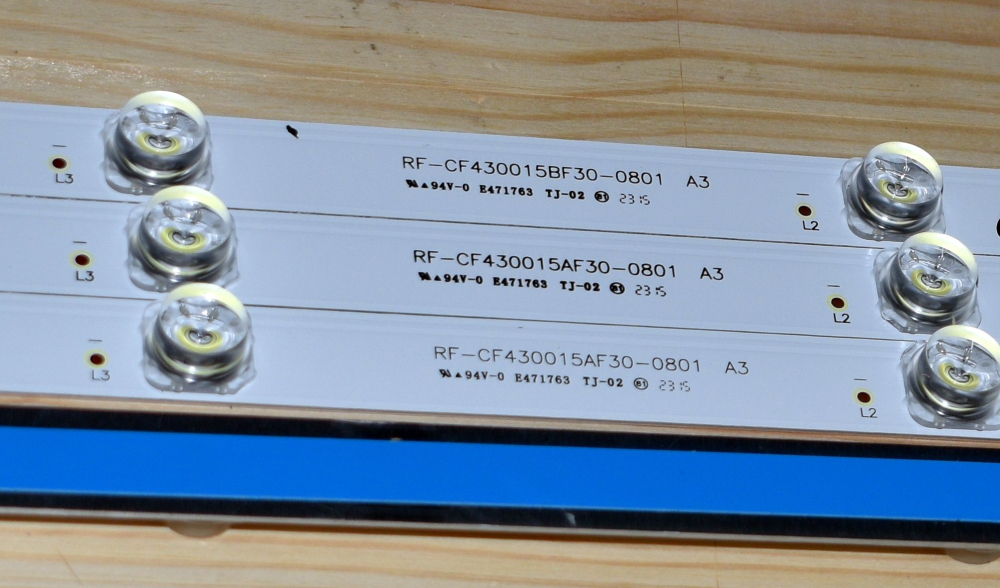 RF-CF430015BF30-0801 A3
94V-0 E471763 TJ-02 2315
L3
L2
RF-CF430015AF30-0801 A3
94V-0 E471763 TJ-02 2315
L3
L2
RF-CF430015AF30-0801 A3
94V-0 E471763 TJ-02 2315
L3
L2